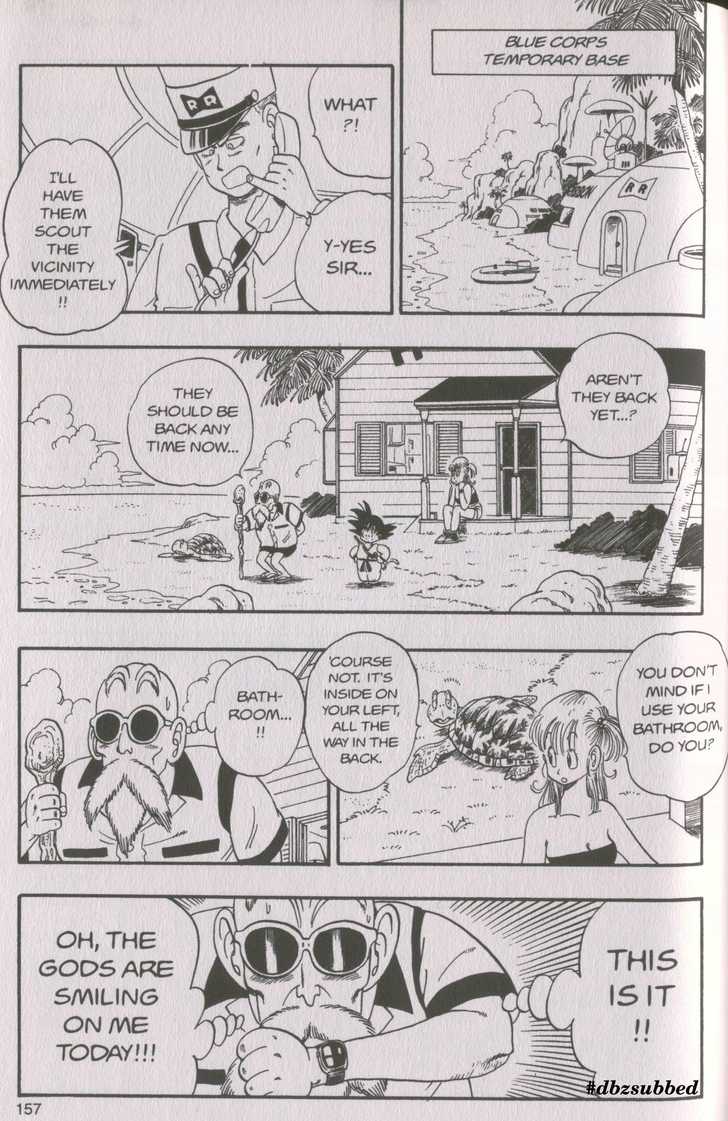 BLUE CORPS
TEMPORARY BASE
R R
WHAT
?!
Y-YES
SIR...
I'LL
HAVE
THEM
SCOUT
THE
VICINITY
IMMEDIATELY
!!
R R
AREN'T
THEY BACK
YET...?
THEY
SHOULD BE
BACK ANY
TIME NOW...
YOU DON'T
MIND IF I
USE YOUR
BATHROOM,
DO YOU?
'COURSE
NOT. IT'S
INSIDE ON
YOUR LEFT,
ALL THE
WAY IN THE
BACK.
BATH-
ROOM...
!!
THIS
IS IT
!!
OH, THE
GODS ARE
SMILING
ON ME
TODAY!!!
#dbzsubbed
157